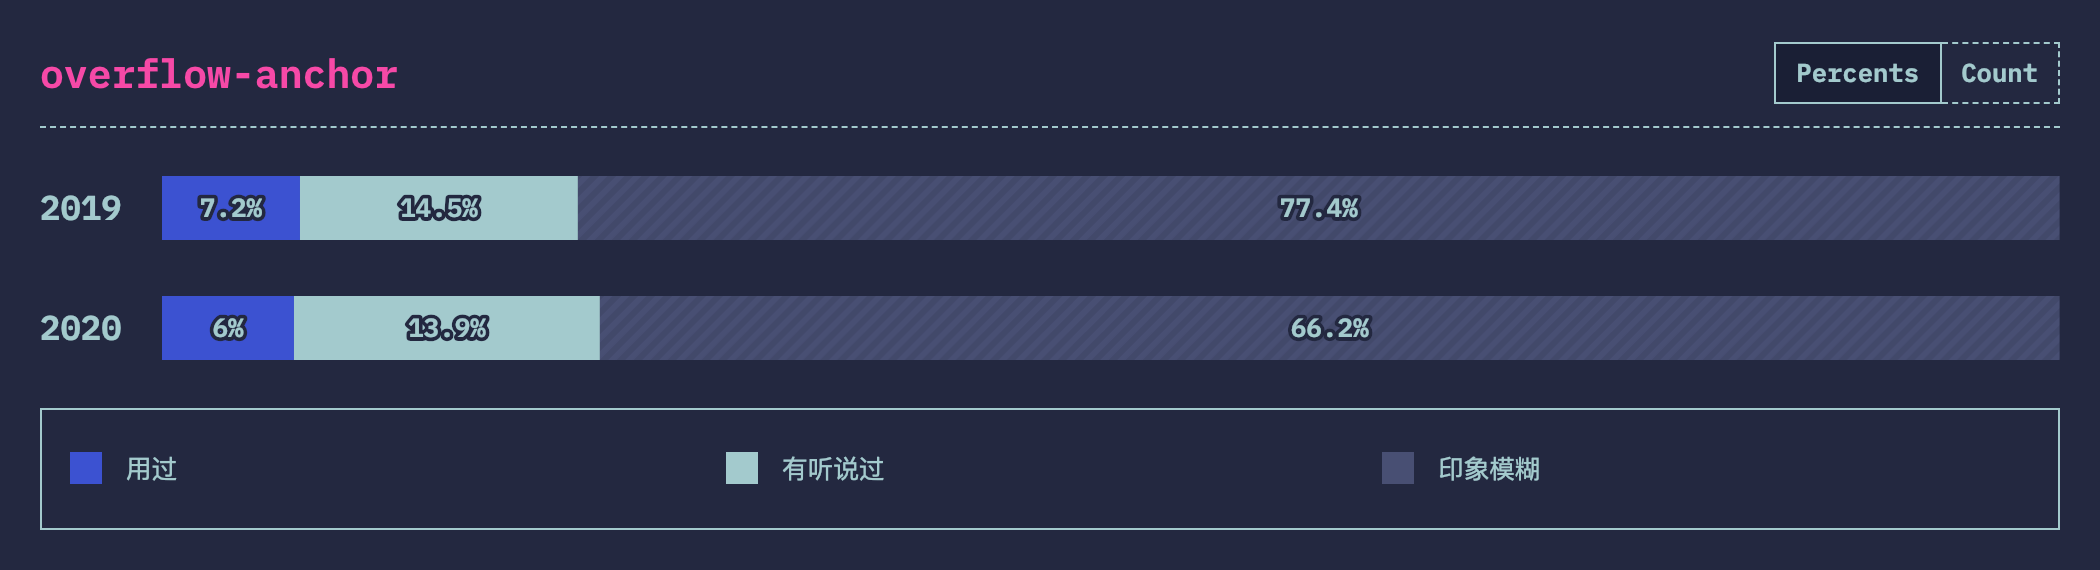 overflow-anchor
Percents Count
2019 7.2% 14.5% 77.4%
2020 6% 13.9% 66.2%
用过 有听说过 印象模糊